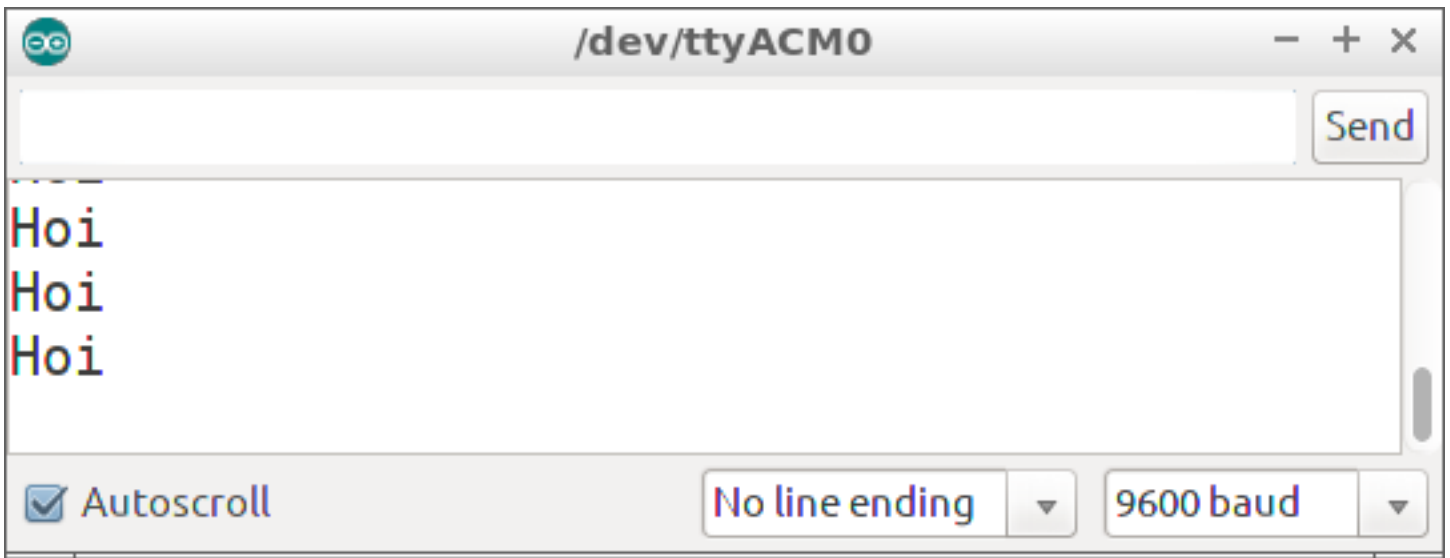 /dev/ttyACM0
Send
Hoi
Hoi
Hoi
Autoscroll
No line ending
9600 baud